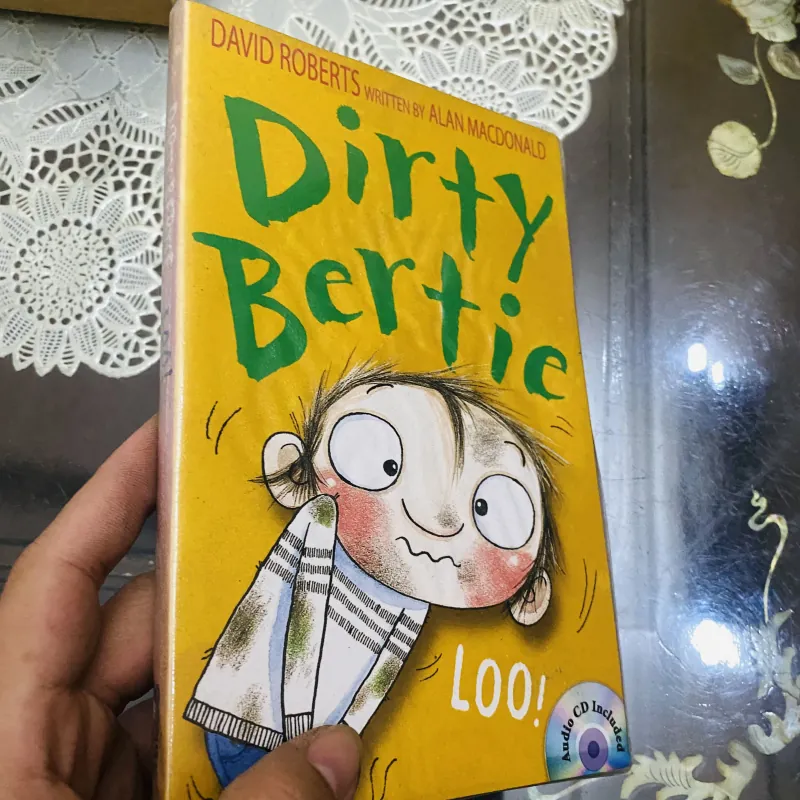 DAVID ROBERTS WRITTEN BY ALAN MACDONALD
Dirty
Bertie
LOO!
Audio CD Included